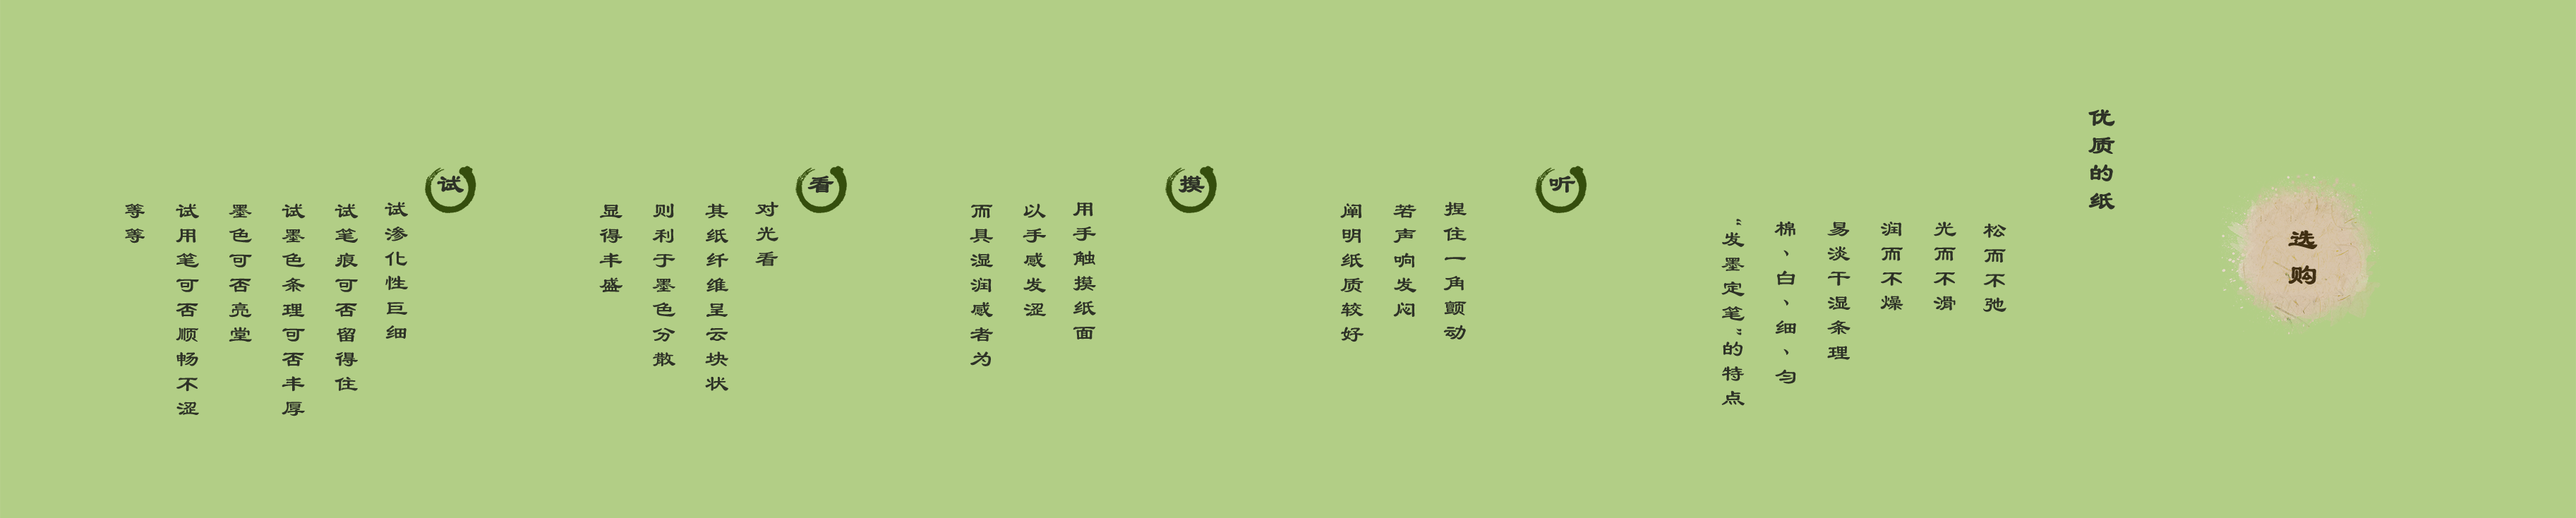 选购
优质的纸
松而不弛
光而不滑
润而不燥
易淡干湿条理
棉、白、细、匀
“发墨定笔”的特点
听
捏住一角颤动
若声响发闷
阐明纸质较好
摸
用手触摸纸面
以手感发涩
而具湿润感者为
看
对光看
其纸纤维呈云块状
则利于墨色分散
显得丰盛
试
试渗化性巨细
试笔痕可否留得住
试墨色条理可否丰厚
墨色可否亮堂
试用笔可否顺畅不涩
等等